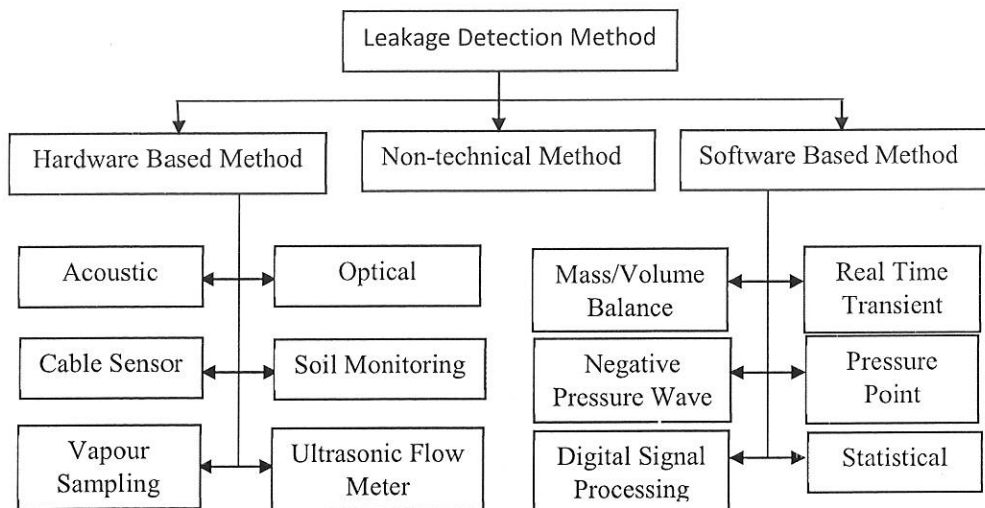 Leakage Detection Method
Hardware Based Method
Non-technical Method
Software Based Method
Acoustic
Optical
Cable Sensor
Soil Monitoring
Vapour
Sampling
Ultrasonic Flow
Meter
Mass/Volume
Balance
Real Time
Transient
Negative
Pressure Wave
Pressure
Point
Digital Signal
Processing
Statistical